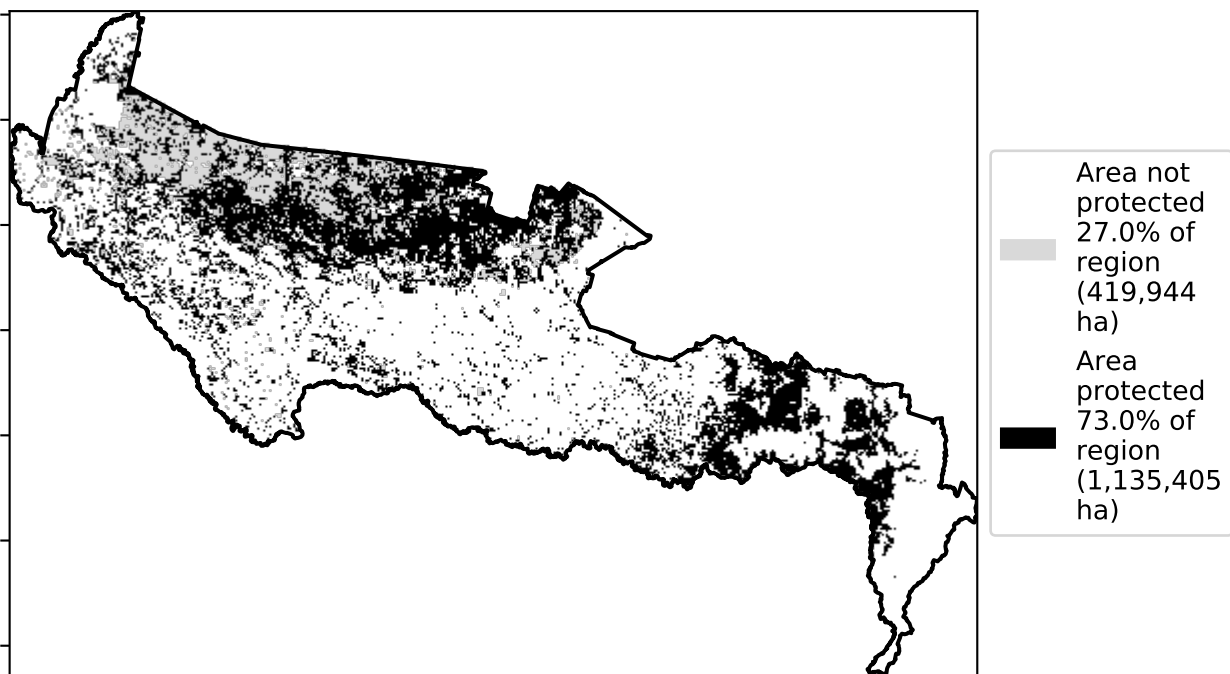 Area not
protected
27.0% of
region
(419,944
ha)
Area
protected
73.0% of
region
(1,135,405
ha)